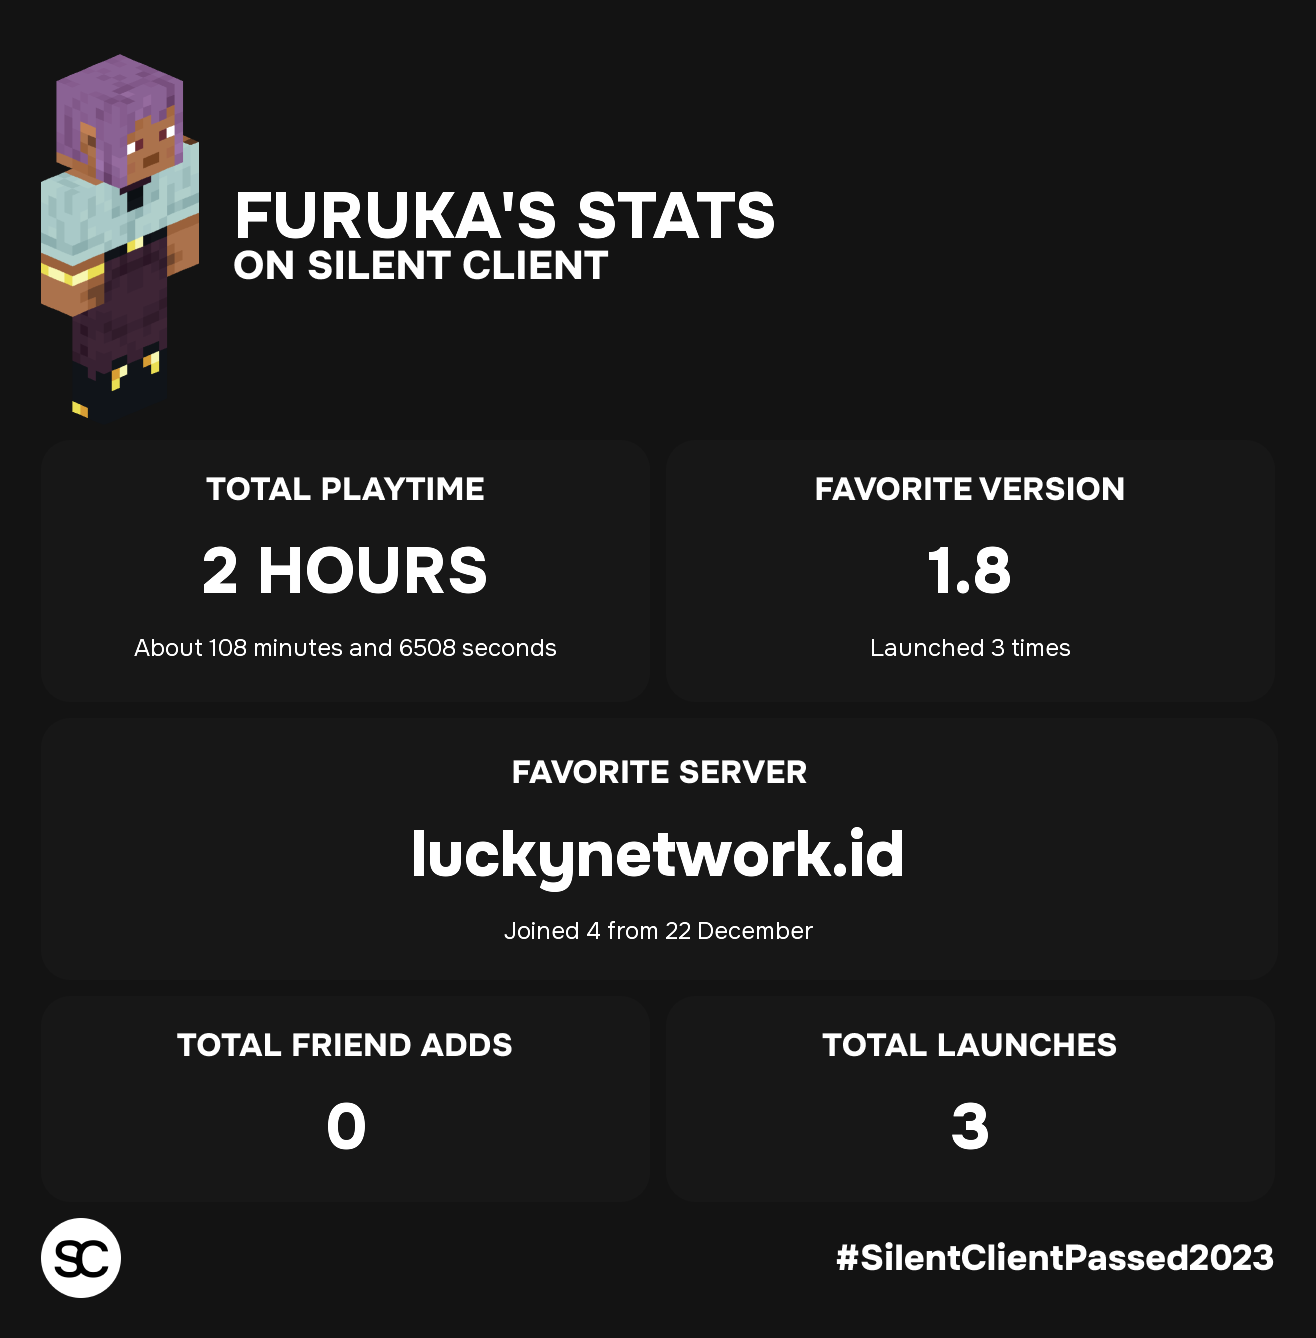 FURUKA'S STATS
ON SILENT CLIENT
TOTAL PLAYTIME
2 HOURS
About 108 minutes and 6508 seconds
FAVORITE VERSION
1.8
Launched 3 times
FAVORITE SERVER
luckynetwork.id
Joined 4 from 22 December
TOTAL FRIEND ADDS
0
TOTAL LAUNCHES
3
SC
#SilentClientPassed2023